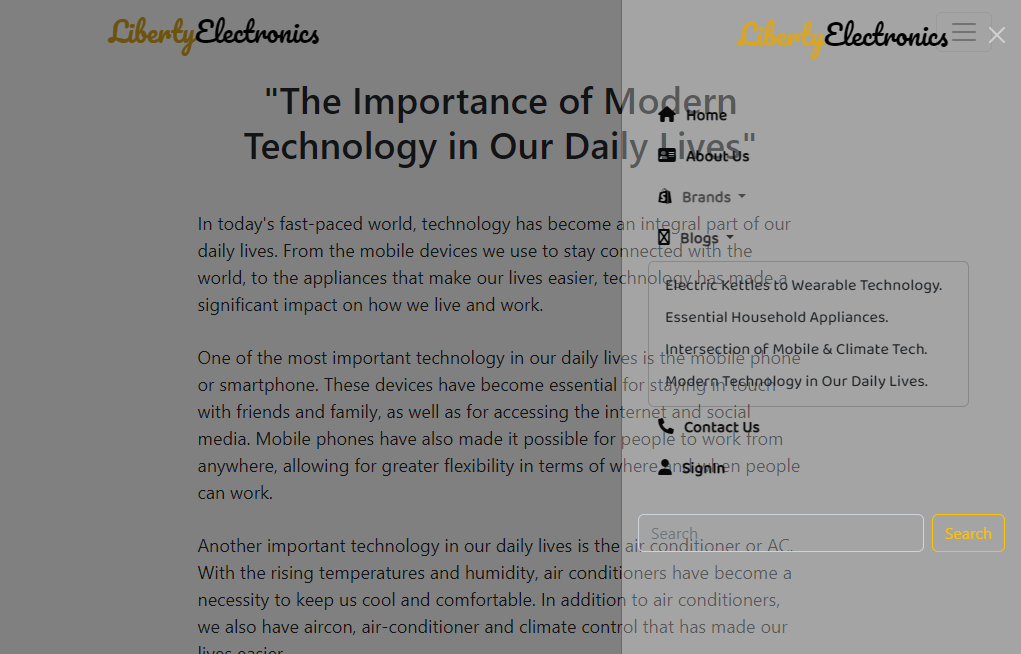 LibertyElectronics
"The Importance of Modern
Technology in Our Daily Lives"
In today's fast-paced world, technology has become an integral part of our
daily lives. From the mobile devices we use to stay connected with the
world, to the appliances that make our lives easier, technology has made a
significant impact on how we live and work.
One of the most important technology in our daily lives is the mobile phone
or smartphone. These devices have become essential for staying in touch
with friends and family, as well as for accessing the internet and social
media. Mobile phones have also made it possible for people to work from
anywhere, allowing for greater flexibility in terms of where and when people
can work.
Another important technology in our daily lives is the air conditioner or AC.
With the rising temperatures and humidity, air conditioners have become a
necessity to keep us cool and comfortable. In addition to air conditioners,
we also have aircon, air-conditioner and climate control that has made our
lives easier.
LibertyElectronics
Home
About Us
Brands
Blogs
Electric Kettles to Wearable Technology.
Essential Household Appliances.
Intersection of Mobile & Climate Tech.
Modern Technology in Our Daily Lives.
Contact Us
SignIn
Search
Search